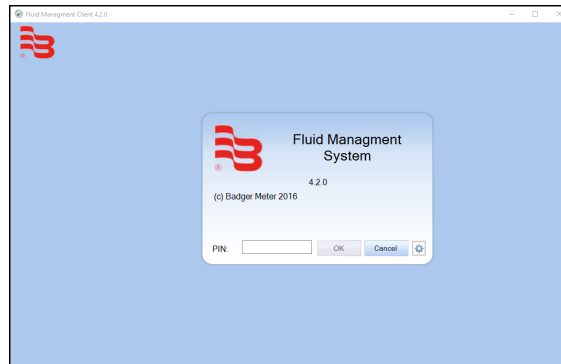 Fluid Managment Client 4.2.0
Fluid Managment
System
4.2.0
(c) Badger Meter 2016
PIN:
OK
Cancel